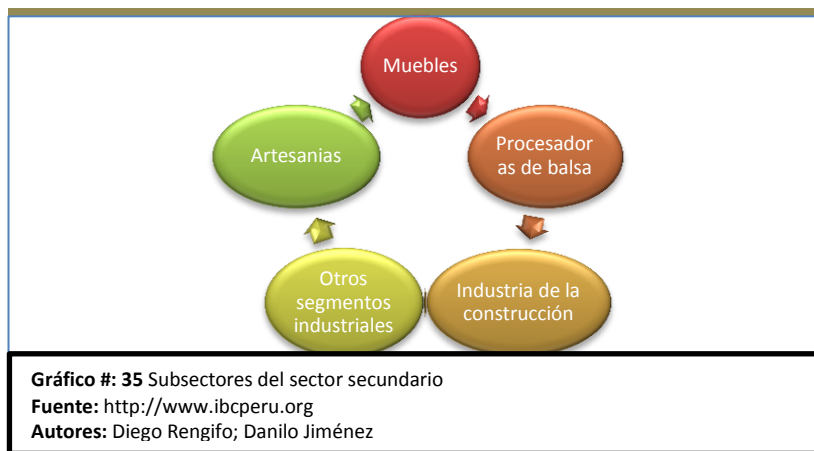 Muebles
Procesador
as de balsa
Industria de la
construcción
Otros
segmentos
industriales
Artesanias
Gráfico #: 35 Subsectores del sector secundario
Fuente: http://www.ibcperu.org
Autores: Diego Rengifo; Danilo Jiménez